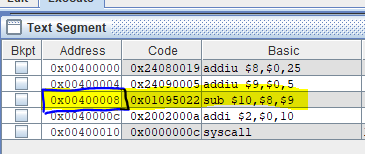 Execute
Text Segment
Bkpt Address Code Basic
0x00400000 0x24080019 addiu $8,$0,25
0x00400004 0x24090005 addiu $9,$0,5
0x00400008 0x01095022 sub $10,$8,$9
0x0040000c 0x2002000a addi $2,$0,10
0x00400010 0x0000000c syscall